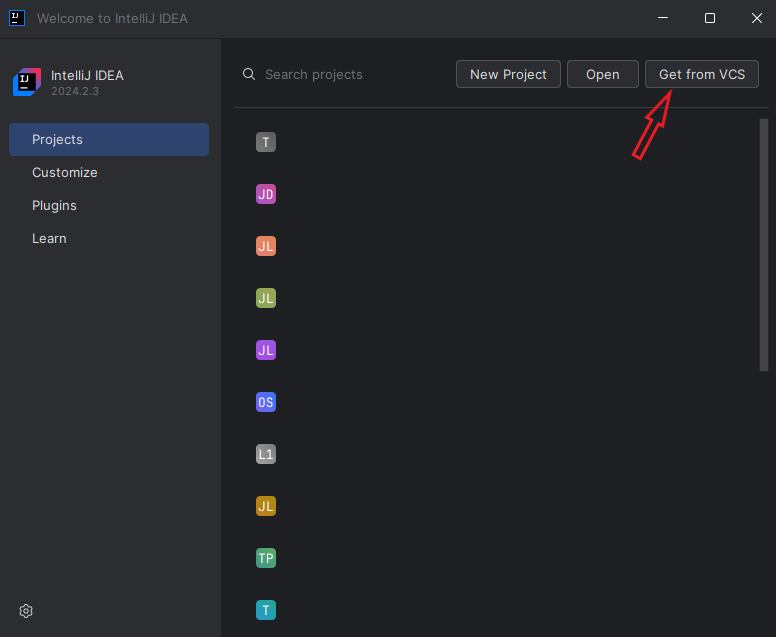 Welcome to IntelliJ IDEA
IntelliJ IDEA
2024.2.3
Projects
Customize
Plugins
Learn
Search projects
New Project
Open
Get from VCS
T
JD
JL
JL
JL
OS
L1
JL
TP
T